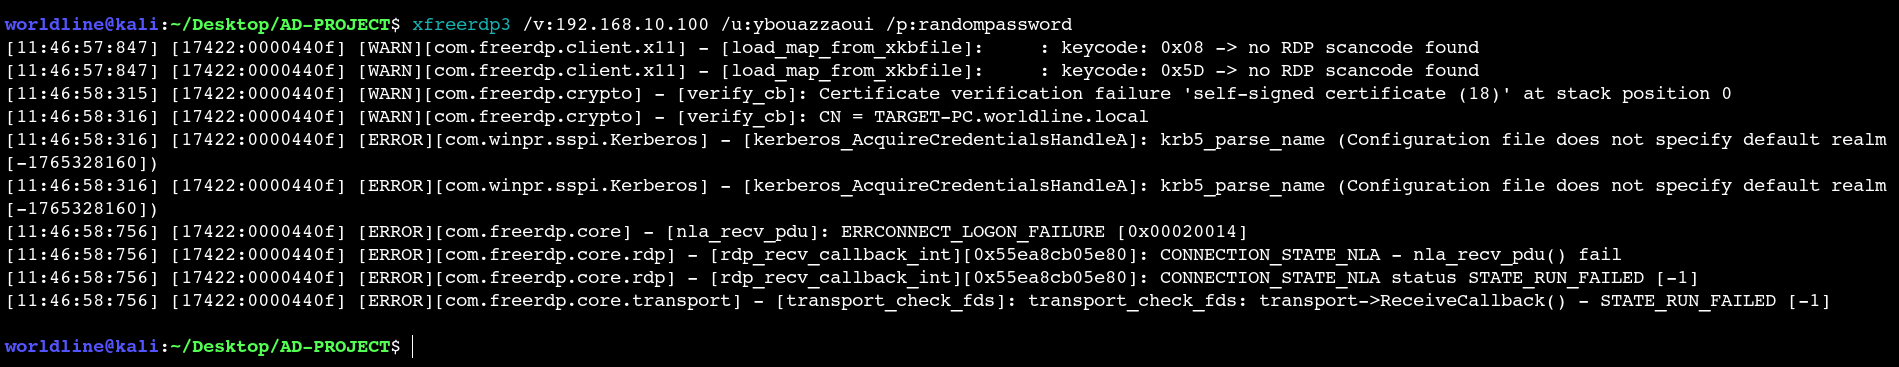 worldline@kali:~/Desktop/AD-PROJECT$ xfreerdp3 /v:192.168.10.100 /u:ybouazzaoui /p:randompassword
[11:46:57:847] [17422:0000440f] [WARN][com.freerdp.client.x11] - [load_map_from_xkbfile]:     : keycode: 0x08 -> no RDP scancode found
[11:46:57:847] [17422:0000440f] [WARN][com.freerdp.client.x11] - [load_map_from_xkbfile]:     : keycode: 0x5D -> no RDP scancode found
[11:46:58:315] [17422:0000440f] [WARN][com.freerdp.crypto] - [verify_cb]: Certificate verification failure 'self-signed certificate (18)' at stack position 0
[11:46:58:316] [17422:0000440f] [WARN][com.freerdp.crypto] - [verify_cb]: CN = TARGET-PC.worldline.local
[11:46:58:316] [17422:0000440f] [ERROR][com.winpr.sspi.Kerberos] - [kerberos_AcquireCredentialsHandleA]: krb5_parse_name (Configuration file does not specify default realm
[-1765328160])
[11:46:58:316] [17422:0000440f] [ERROR][com.winpr.sspi.Kerberos] - [kerberos_AcquireCredentialsHandleA]: krb5_parse_name (Configuration file does not specify default realm
[-1765328160])
[11:46:58:756] [17422:0000440f] [ERROR][com.freerdp.core] - [nla_recv_pdu]: ERRCONNECT_LOGON_FAILURE [0x00020014]
[11:46:58:756] [17422:0000440f] [ERROR][com.freerdp.core.rdp] - [rdp_recv_callback_int][0x55ea8cb05e80]: CONNECTION_STATE_NLA - nla_recv_pdu() fail
[11:46:58:756] [17422:0000440f] [ERROR][com.freerdp.core.rdp] - [rdp_recv_callback_int][0x55ea8cb05e80]: CONNECTION_STATE_NLA status STATE_RUN_FAILED [-1]
[11:46:58:756] [17422:0000440f] [ERROR][com.freerdp.core.transport] - [transport_check_fds]: transport_check_fds: transport->ReceiveCallback() - STATE_RUN_FAILED [-1]
worldline@kali:~/Desktop/AD-PROJECT$